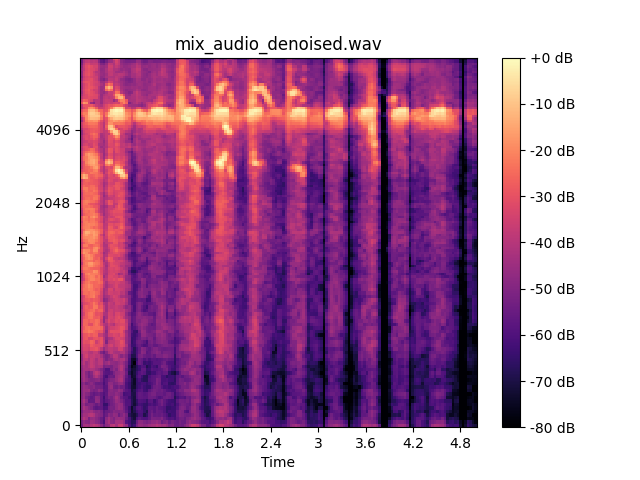 mix_audio_denoised.wav
Hz
4096
2048
1024
512
0
0 0.6 1.2 1.8 2.4 3 3.6 4.2 4.8
Time
+0 dB
-10 dB
-20 dB
-30 dB
-40 dB
-50 dB
-60 dB
-70 dB
-80 dB